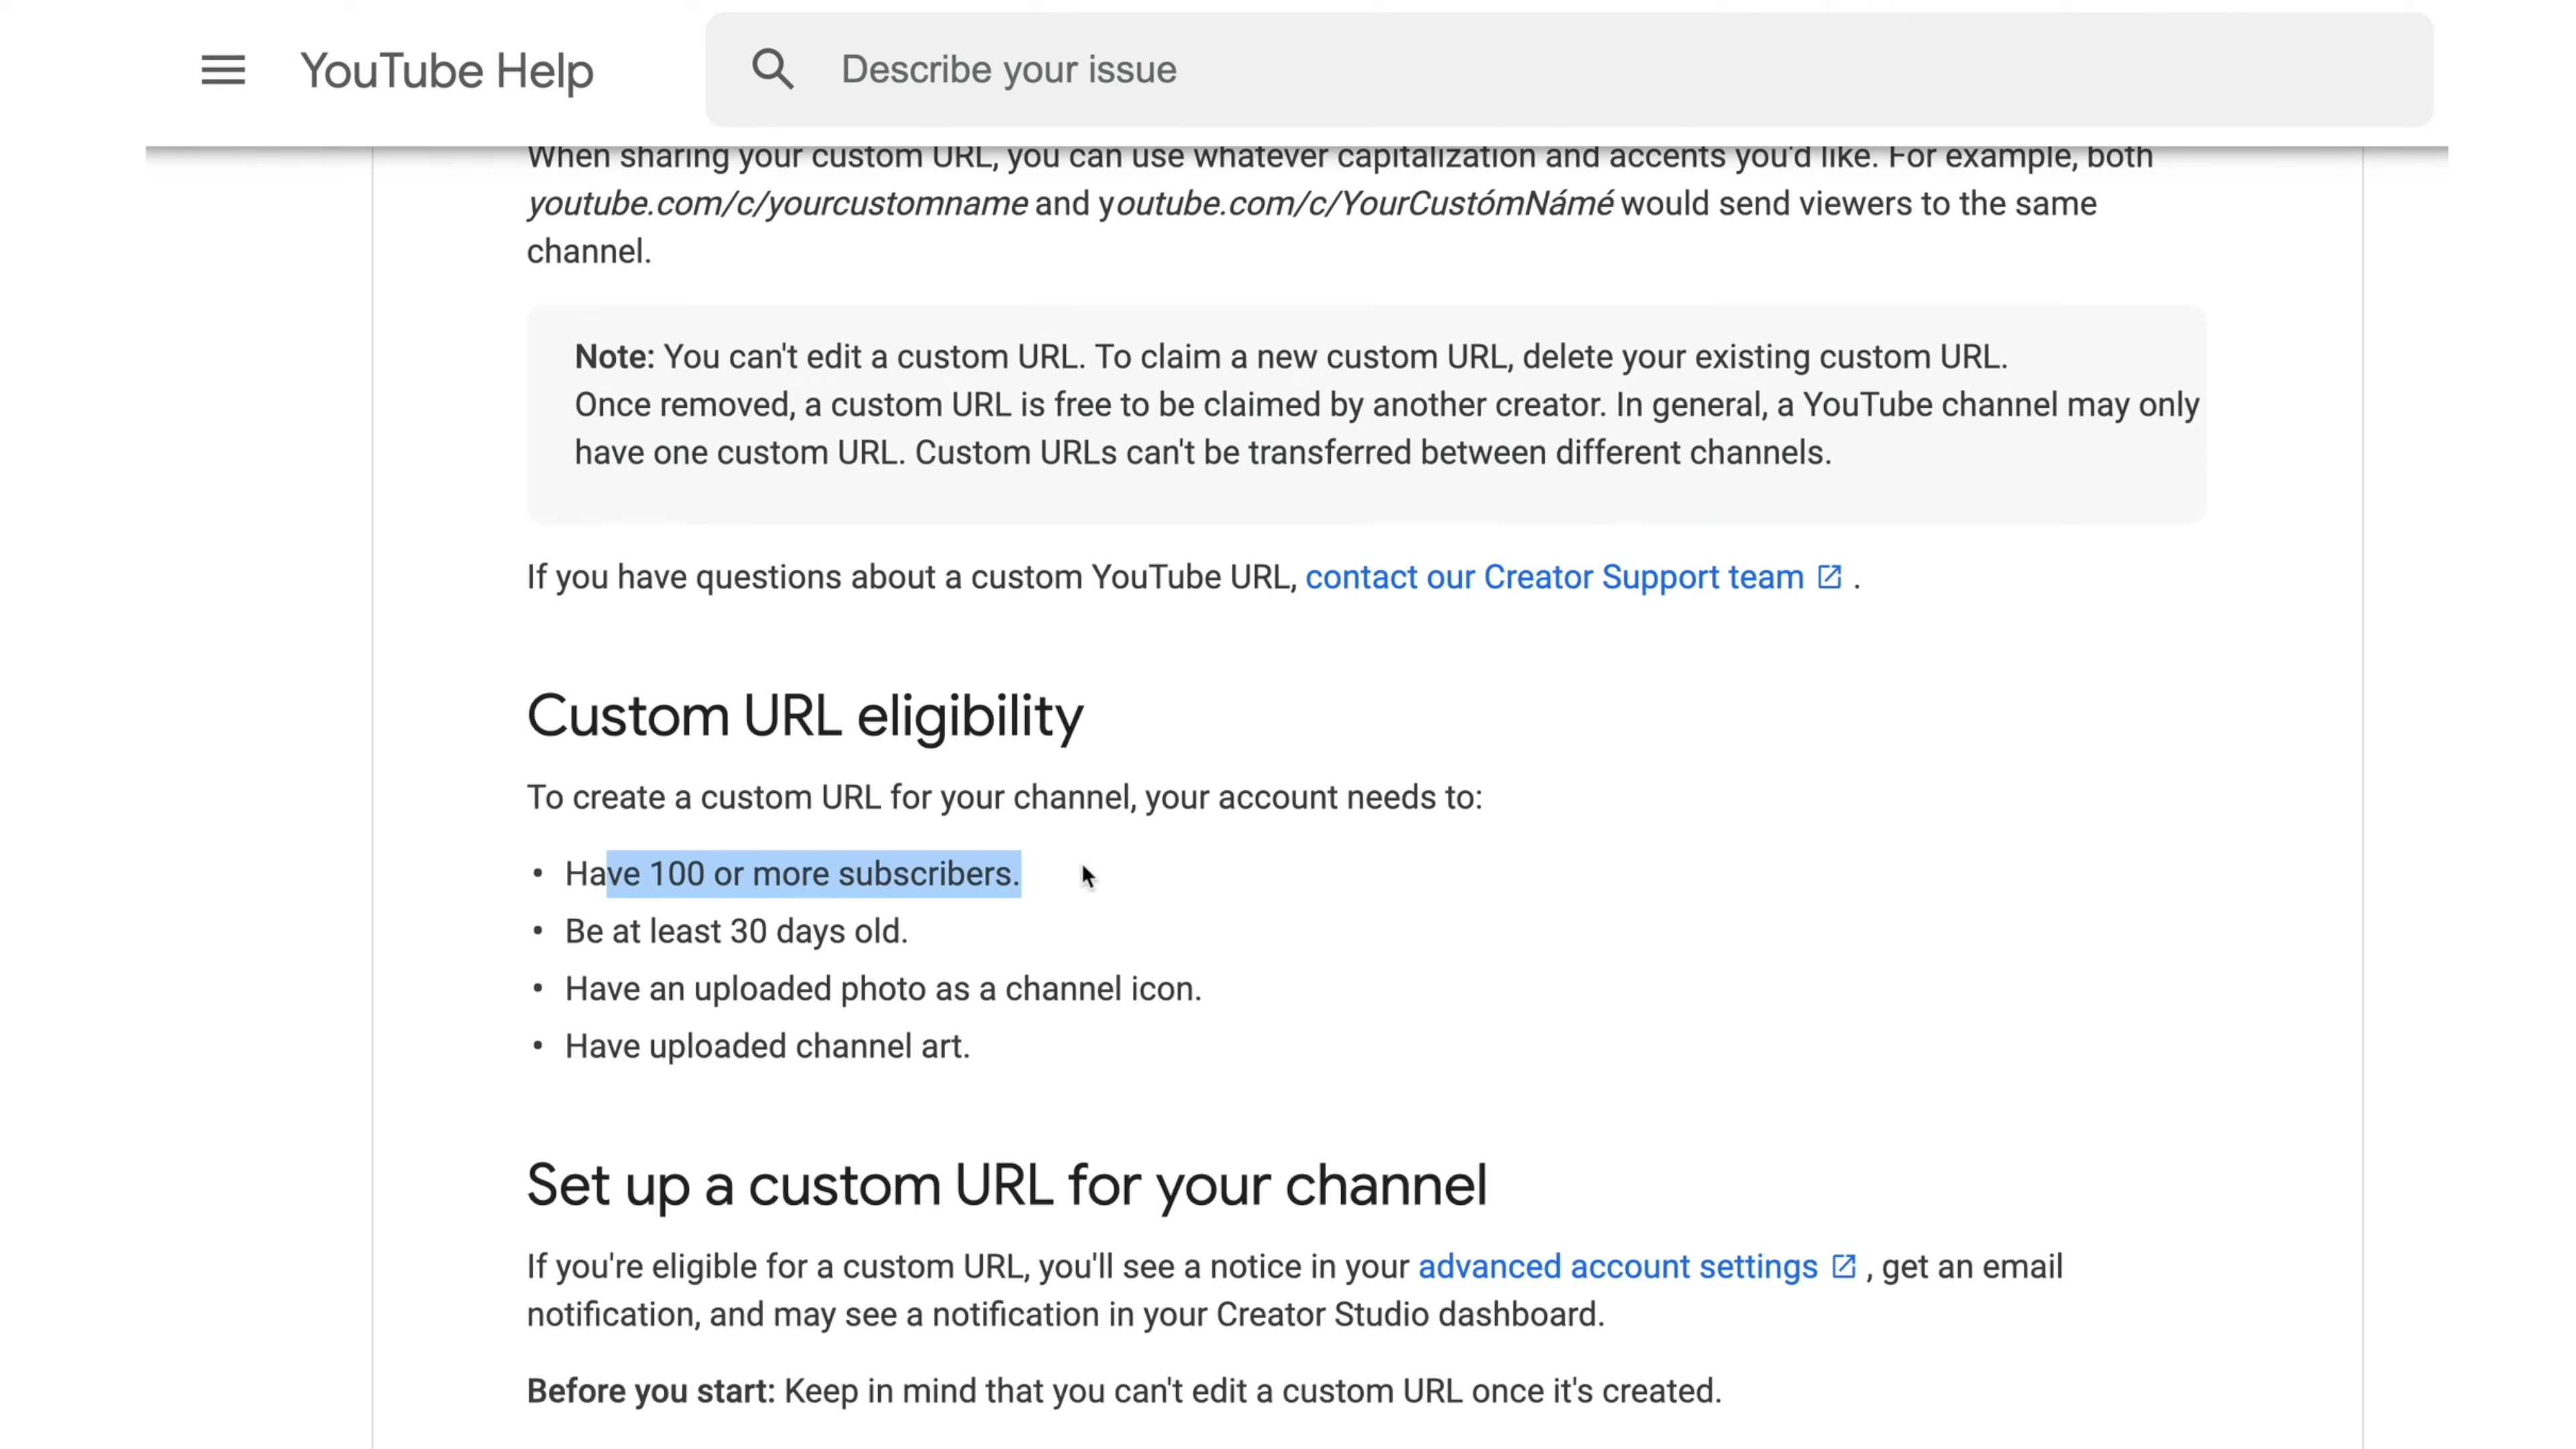 YouTube Help
Describe your issue
When sharing your custom URL, you can use whatever capitalization and accents you'd like. For example, both
youtube.com/c/yourcustomname and youtube.com/c/YourCustómNámé would send viewers to the same
channel.
Note: You can't edit a custom URL. To claim a new custom URL, delete your existing custom URL.
Once removed, a custom URL is free to be claimed by another creator. In general, a YouTube channel may only
have one custom URL. Custom URLs can't be transferred between different channels.
If you have questions about a custom YouTube URL, contact our Creator Support team .
Custom URL eligibility
To create a custom URL for your channel, your account needs to:
• Have 100 or more subscribers.
• Be at least 30 days old.
• Have an uploaded photo as a channel icon.
• Have uploaded channel art.
Set up a custom URL for your channel
If you're eligible for a custom URL, you'll see a notice in your advanced account settings , get an email
notification, and may see a notification in your Creator Studio dashboard.
Before you start: Keep in mind that you can't edit a custom URL once it's created.